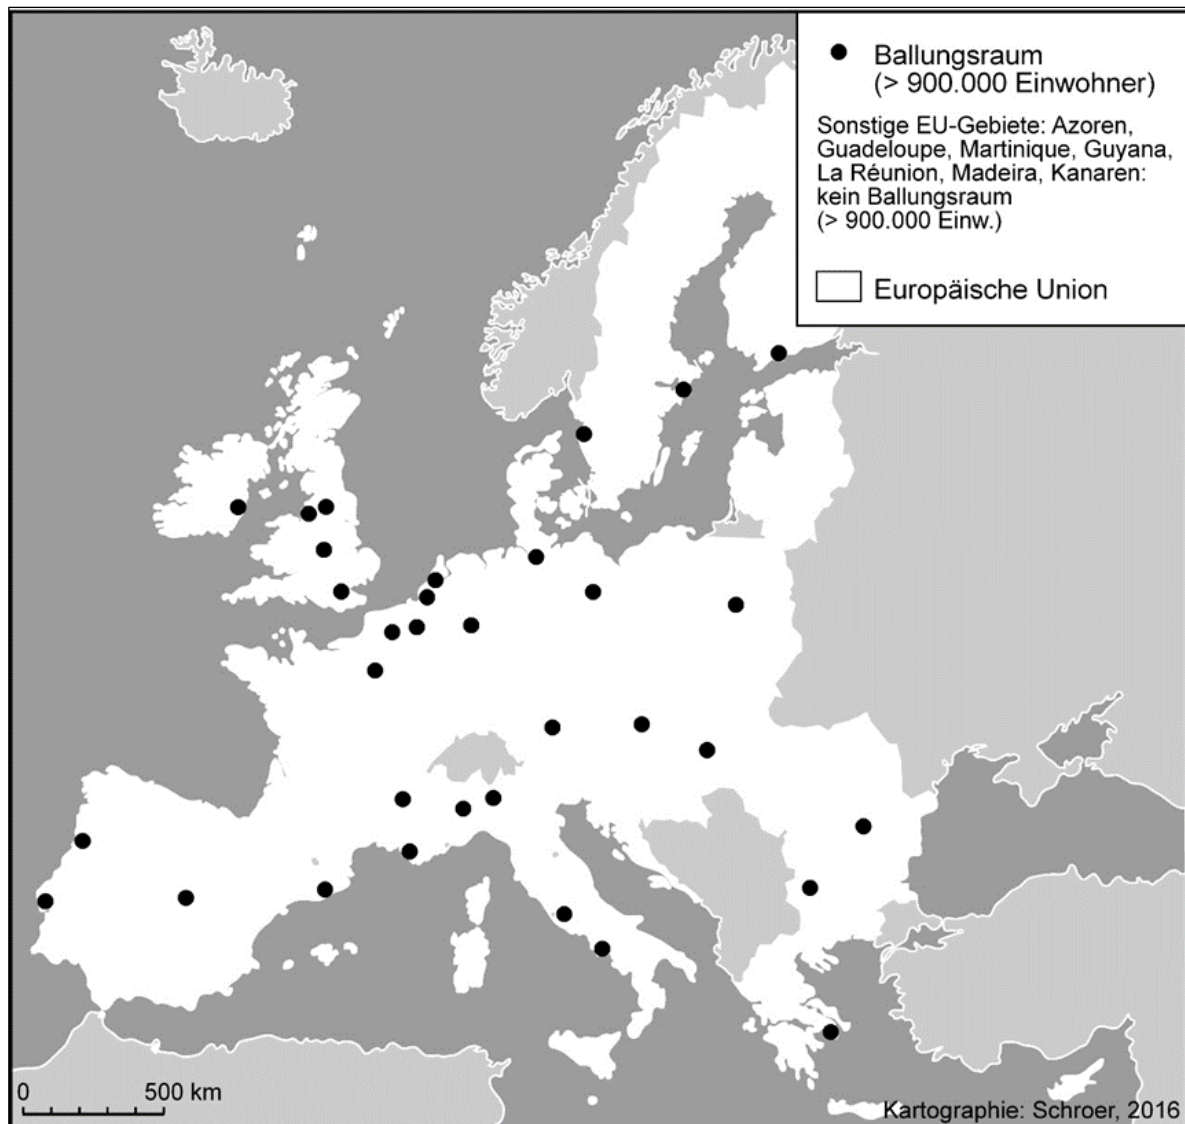 Ballungsraum
(> 900.000 Einwohner)
Sonstige EU-Gebiete: Azoren,
Guadeloupe, Martinique, Guyana,
La Réunion, Madeira, Kanaren:
kein Ballungsraum
(> 900.000 Einw.)
Europäische Union
0 500 km
Kartographie: Schroer, 2016